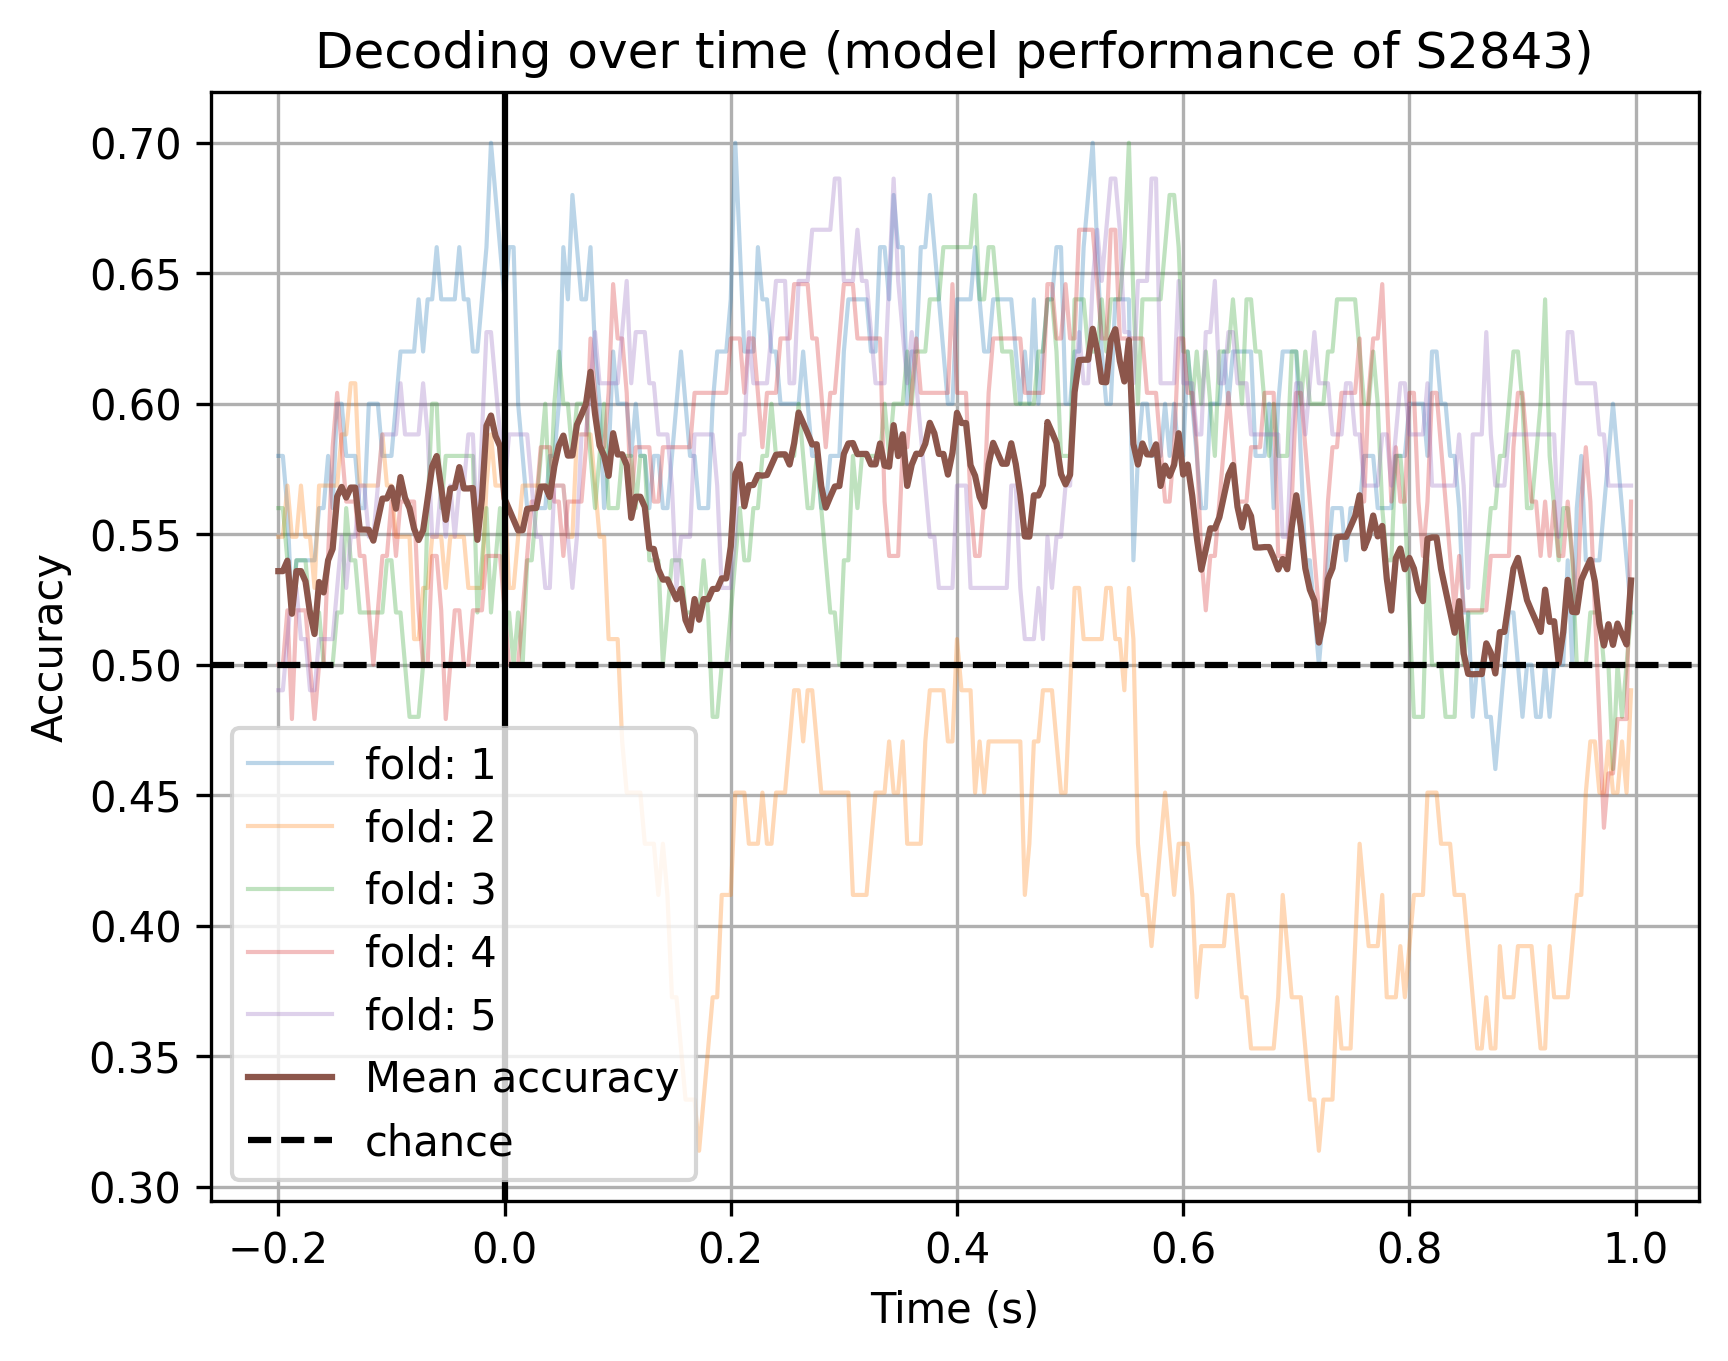 Decoding over time (model performance of S2843)
0.70
0.65
0.60
0.55
0.50
0.45
0.40
0.35
0.30
Accuracy
fold: 1
fold: 2
fold: 3
fold: 4
fold: 5
Mean accuracy
chance
−0.2 0.0 0.2 0.4 0.6 0.8 1.0
Time (s)